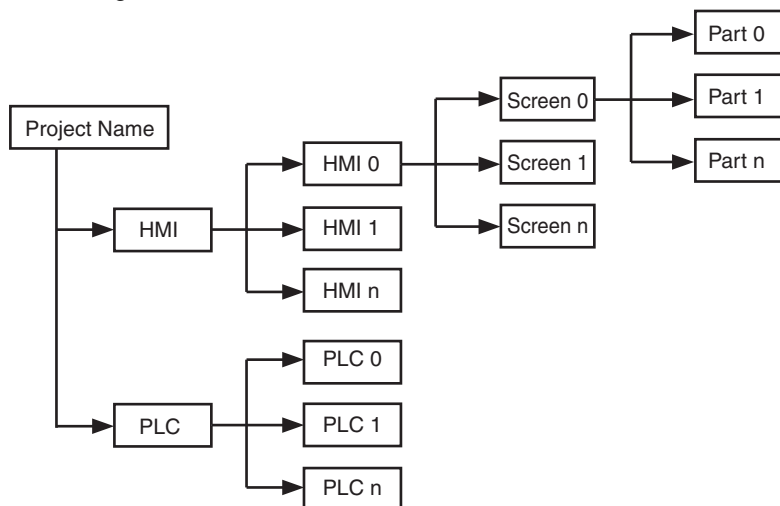 Project Name
HMI
HMI 0
HMI 1
HMI n
Screen 0
Screen 1
Screen n
Part 0
Part 1
Part n
PLC
PLC 0
PLC 1
PLC n